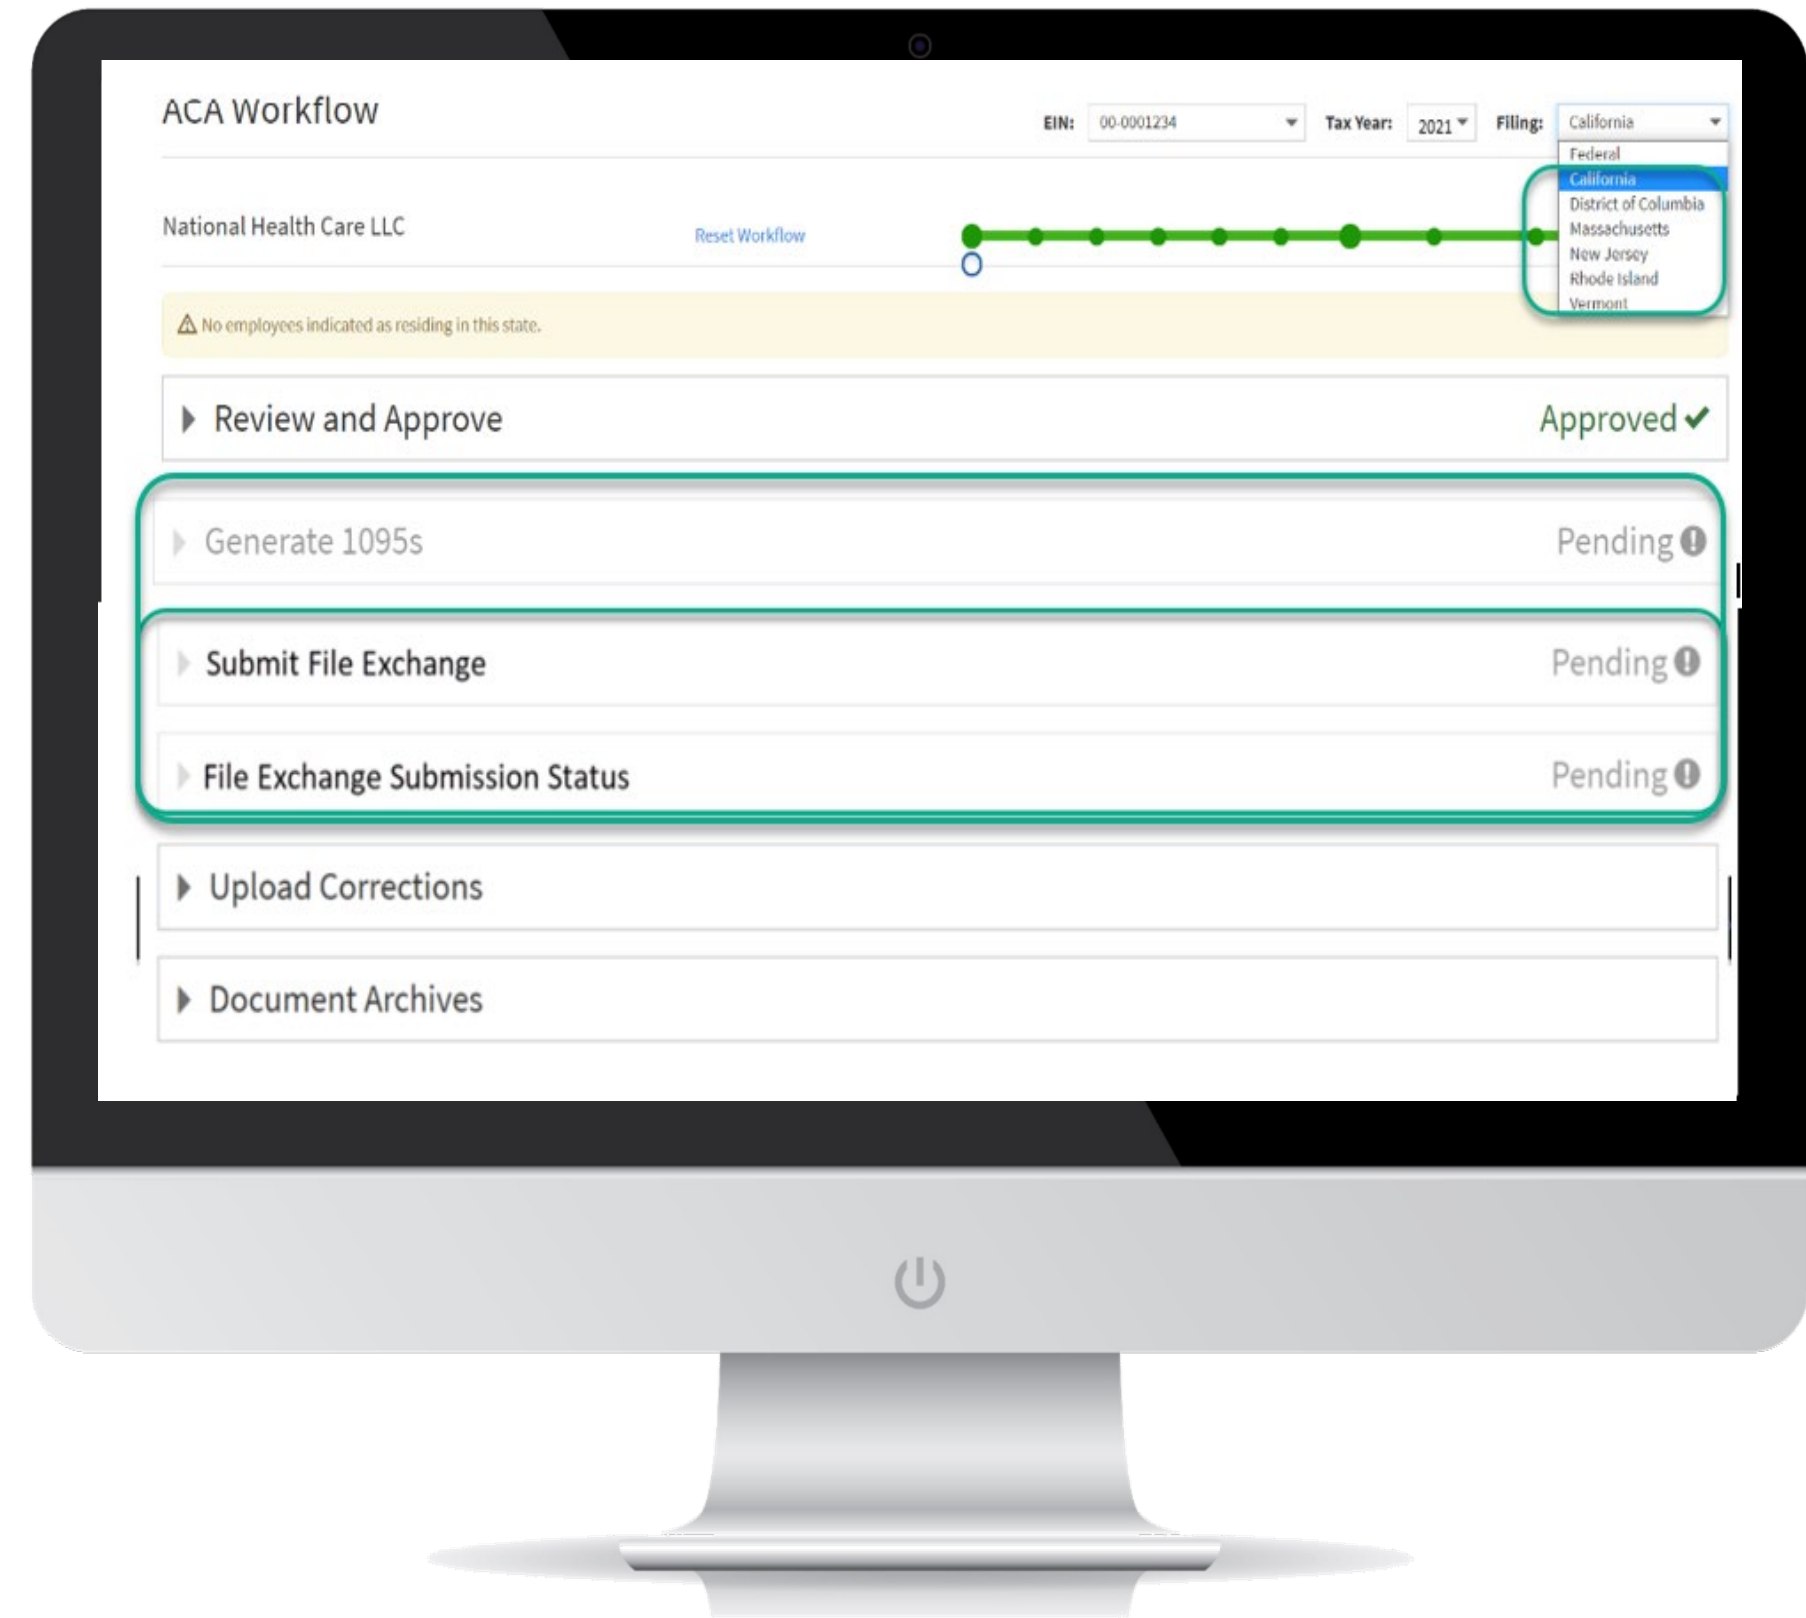 ACA Workflow
EIN: 00-0001234 Tax Year: 2021 Filing: California
Federal
California
District of Columbia
Massachusetts
New Jersey
Rhode Island
Vermont
National Health Care LLC Reset Workflow
No employees indicated as residing in this state.
Review and Approve Approved
Generate 1095s Pending
Submit File Exchange Pending
File Exchange Submission Status Pending
Upload Corrections
Document Archives